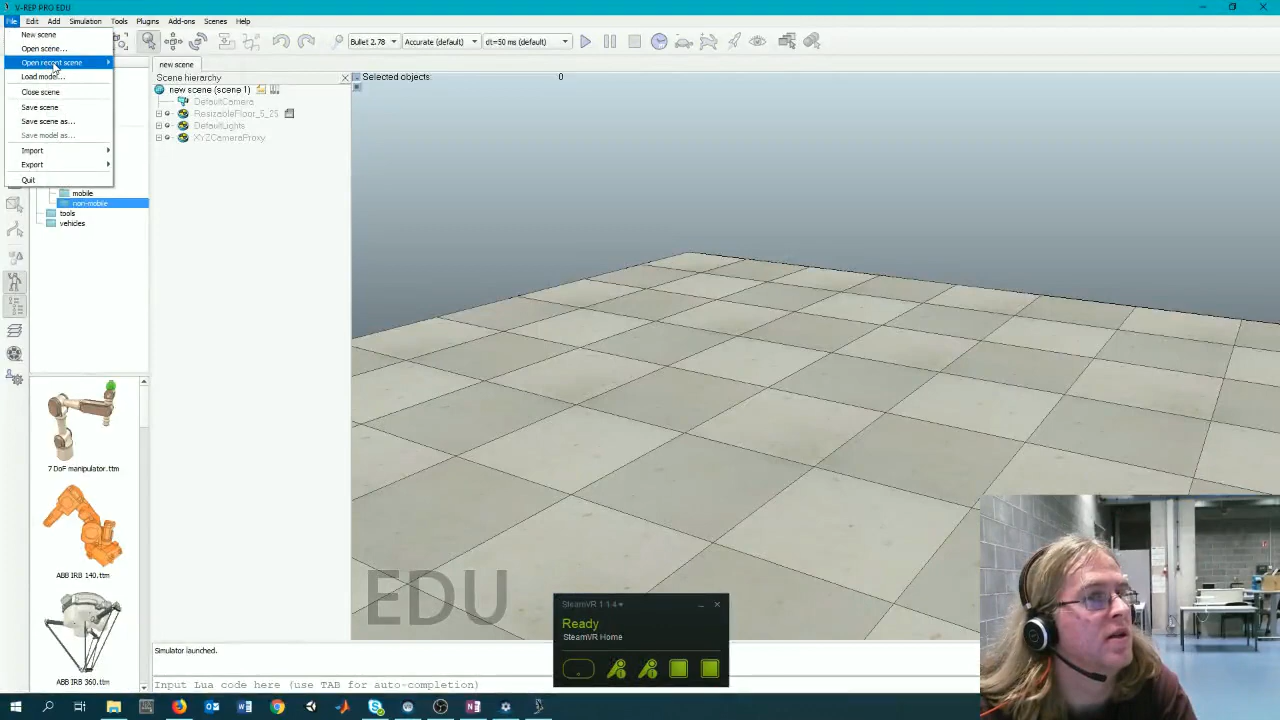 V-REP PRO EDU
File Edit Add Simulation Tools Plugins Add-ons Scenes Help
Bullet 2.78 Accurate (default) dt=50 ms (default)
New scene
Open scene...
Open recent scene
Load model...
Close scene
Save scene
Save scene as...
Save model as...
Import
Export
Quit
mobile
non-mobile
tools
vehicles
7 DoF manipulator.ttm
ABB IRB 140.ttm
ABB IRB 360.ttm
new scene
Scene hierarchy
new scene (scene 1)
DefaultCamera
ResizableFloor_5_25
DefaultLights
XYZCameraProxy
Selected objects: 0
EDU
SteamVR 1.1.4
Ready
SteamVR Home
Simulator launched.
Input Lua code here (use TAB for auto-completion)